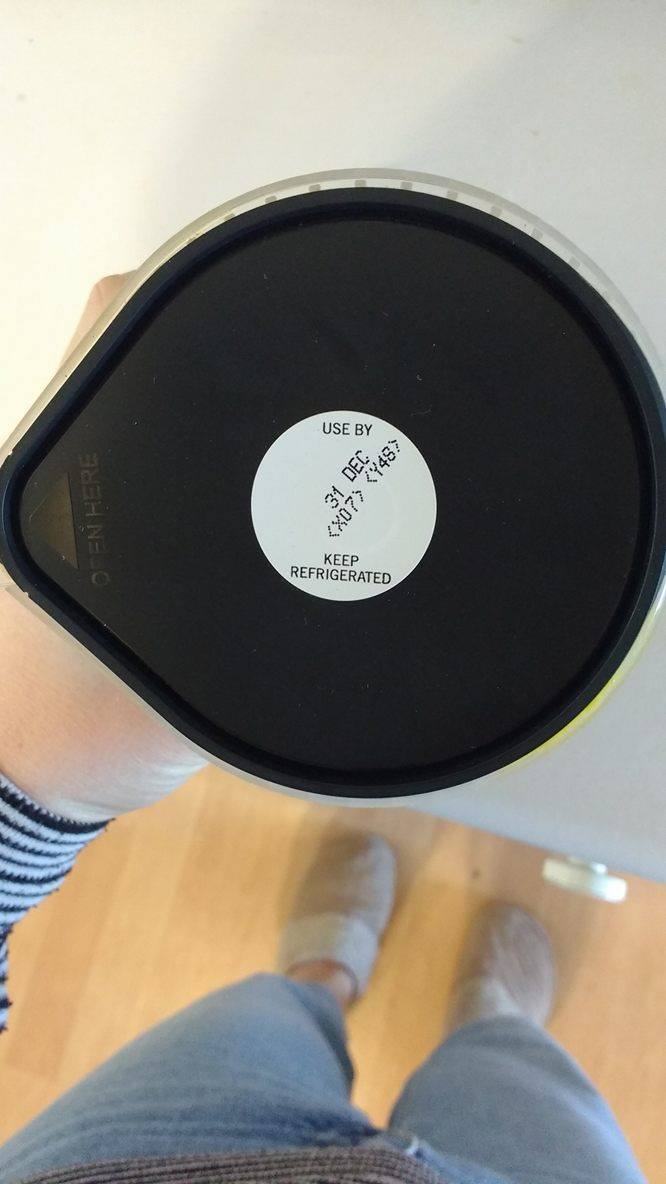 USE BY
31 DEC
(X07) (Y48)
KEEP
REFRIGERATED
OPEN HERE